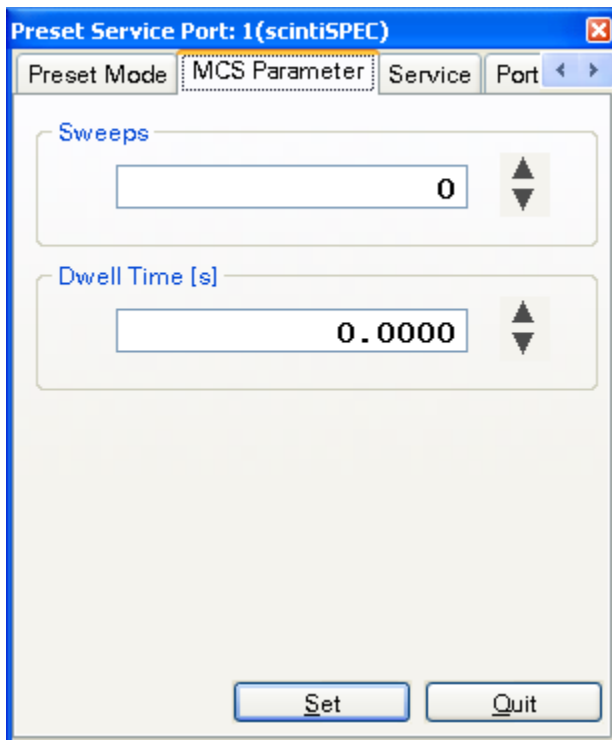 Preset Service Port: 1(scintiSPEC)
Preset Mode MCS Parameter Service Port
Sweeps
0
Dwell Time [s]
0.0000
Set Quit